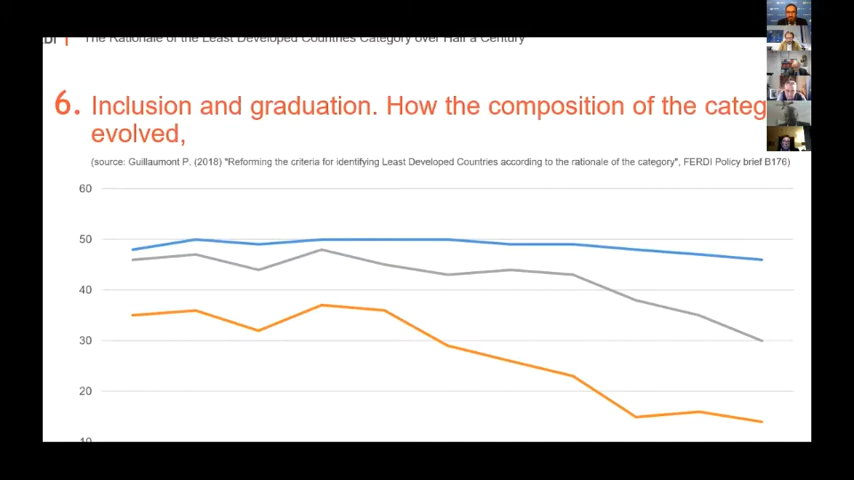 The Rationale of the Least Developed Countries Category over Half a Century
6. Inclusion and graduation. How the composition of the categ
evolved,
(source: Guillaumont P. (2018) "Reforming the criteria for identifying Least Developed Countries according to the rationale of the category", FERDI Policy brief B176)
60
50
40
30
20
10